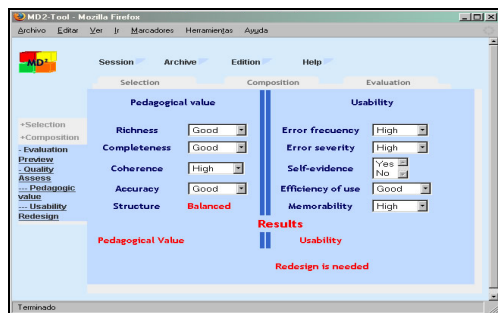 MD2-Tool - Mozilla Firefox
Archivo Editar Ver Ir Marcadores Herramientas Ayuda
MD²
Session Archive Edition Help
Selection Composition Evaluation
+Selection
+Composition
- Evaluation
Preview
- Quality
Assess
--- Pedagogic
value
--- Usability
Redesign
Pedagogical value Usability
Richness Good Error frecuency High
Completeness Good Error severity High
Coherence High Self-evidence Yes
No
Accuracy Good Efficiency of use Good
Structure Balanced Memorability High
Results
Pedagogical Value Usability
Redesign is needed
Terminado